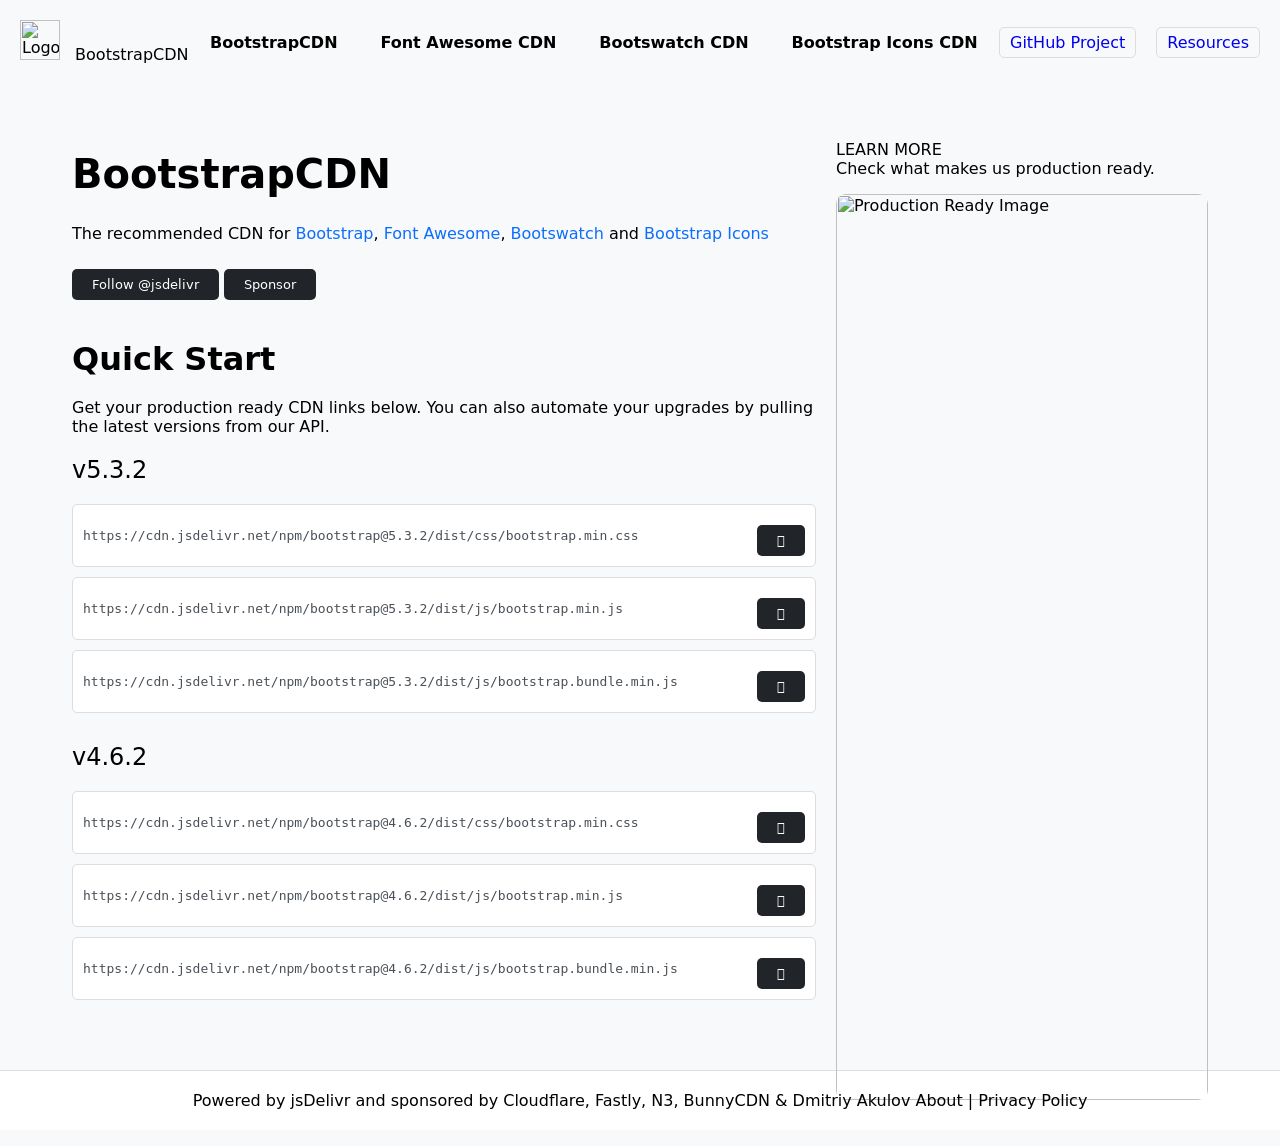 Logo
BootstrapCDN
BootstrapCDN
Font Awesome CDN
Bootswatch CDN
Bootstrap Icons CDN
GitHub Project
Resources
BootstrapCDN
The recommended CDN for Bootstrap, Font Awesome, Bootswatch and Bootstrap Icons
Follow @jsdelivr
Sponsor
Quick Start
Get your production ready CDN links below. You can also automate your upgrades by pulling
the latest versions from our API.
v5.3.2
https://cdn.jsdelivr.net/npm/bootstrap@5.3.2/dist/css/bootstrap.min.css
https://cdn.jsdelivr.net/npm/bootstrap@5.3.2/dist/js/bootstrap.min.js
https://cdn.jsdelivr.net/npm/bootstrap@5.3.2/dist/js/bootstrap.bundle.min.js
v4.6.2
https://cdn.jsdelivr.net/npm/bootstrap@4.6.2/dist/css/bootstrap.min.css
https://cdn.jsdelivr.net/npm/bootstrap@4.6.2/dist/js/bootstrap.min.js
https://cdn.jsdelivr.net/npm/bootstrap@4.6.2/dist/js/bootstrap.bundle.min.js
LEARN MORE
Check what makes us production ready.
Production Ready Image
Powered by jsDelivr and sponsored by Cloudflare, Fastly, N3, BunnyCDN & Dmitriy Akulov About | Privacy Policy